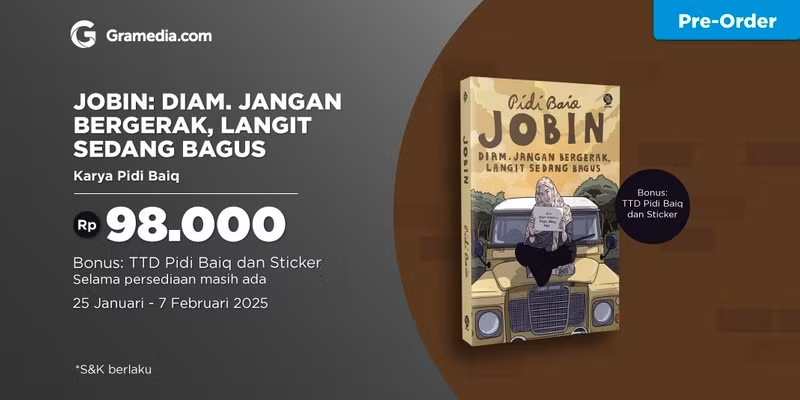 Gramedia.com
Pre-Order
JOBIN: DIAM. JANGAN
BERGERAK, LANGIT
SEDANG BAGUS
Karya Pidi Baiq
Rp 98.000
Bonus: TTD Pidi Baiq dan Sticker
Selama persediaan masih ada
25 Januari - 7 Februari 2025
*S&K berlaku
Pidi Baiq
JOBIN
DIAM. JANGAN BERGERAK,
LANGIT SEDANG BAGUS
JOBIN
Pidi Baiq
Bonus:
TTD Pidi Baiq
dan Sticker